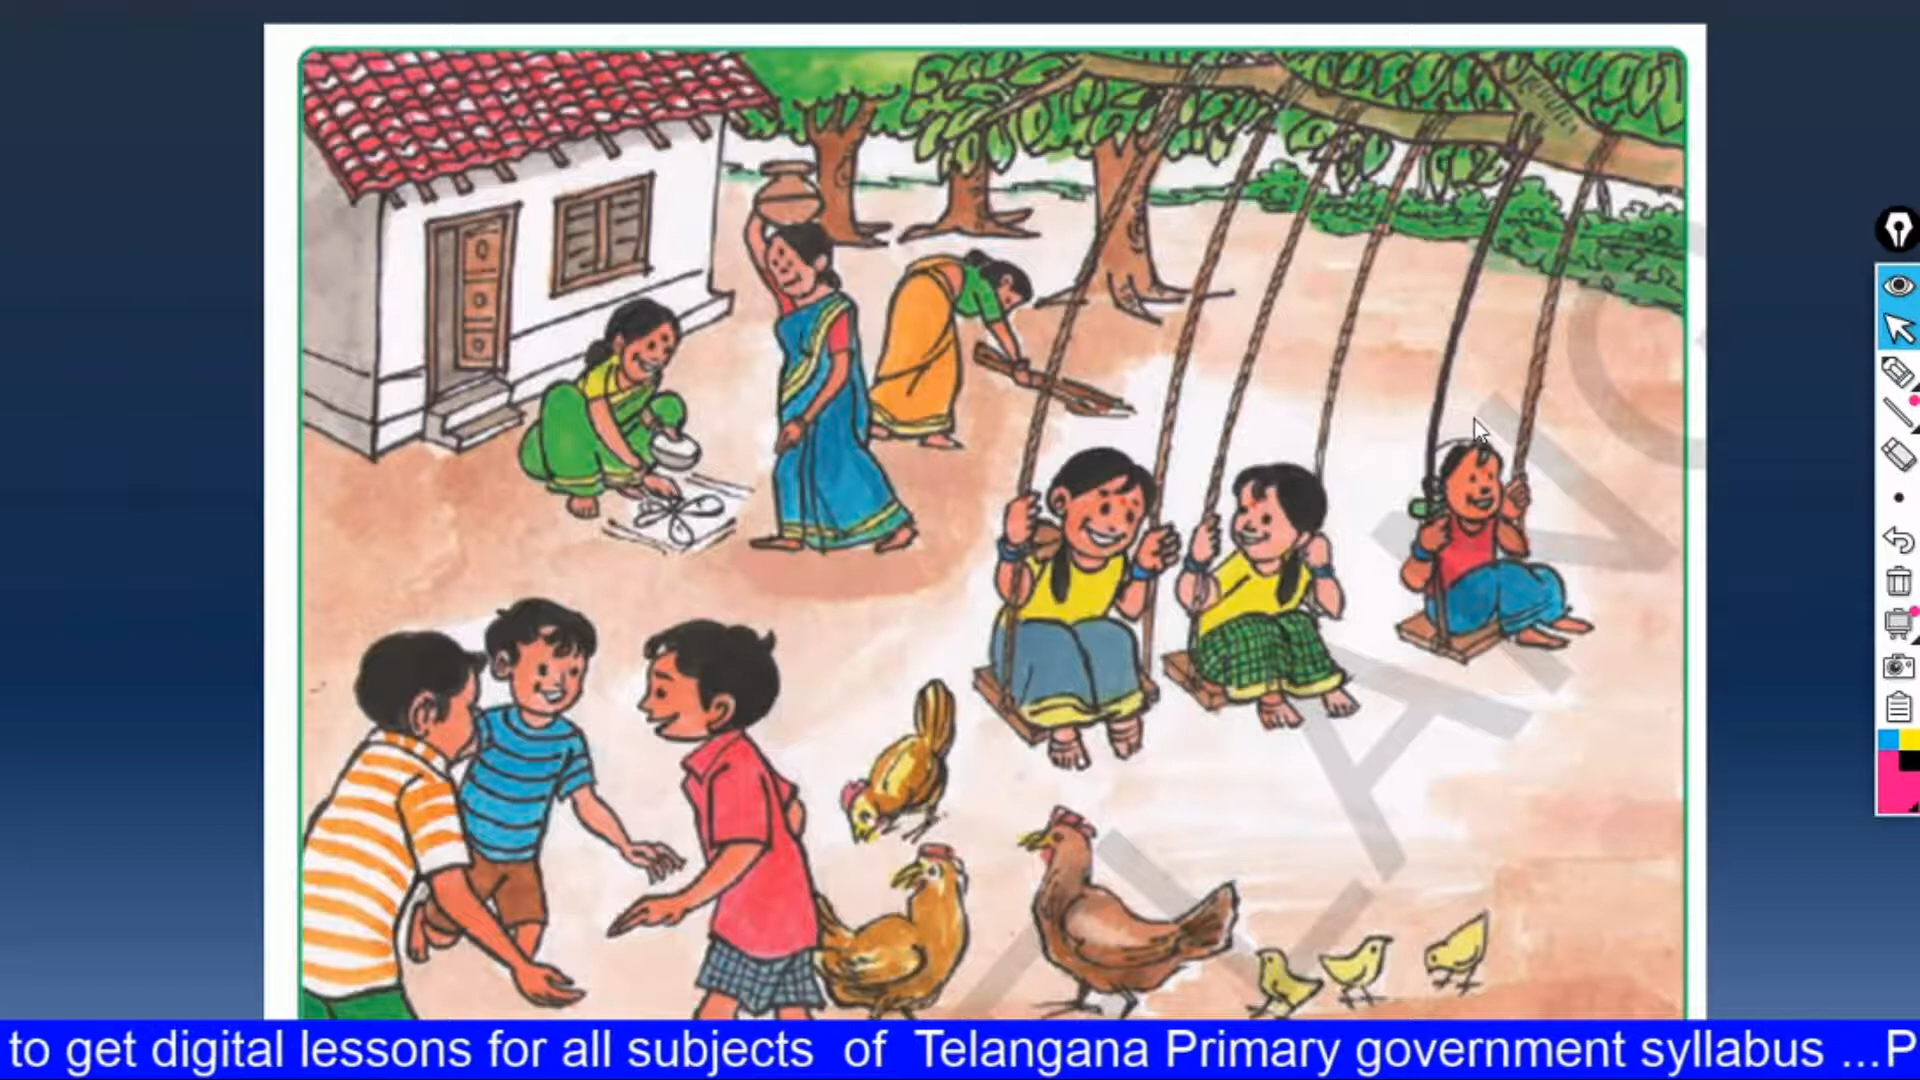 to get digital lessons for all subjects of Telangana Primary government syllabus ...P